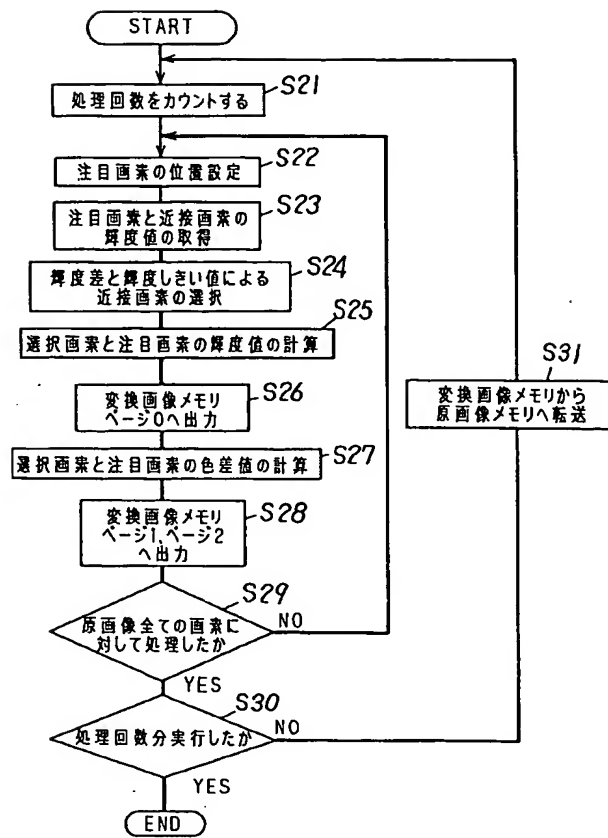 START
処理回数をカウントする
S21
注目画素の位置設定
S22
注目画素と近接画素の
輝度値の取得
S23
輝度差と輝度しきい値による
近接画素の選択
S24
選択画素と注目画素の輝度値の計算
S25
変換画像メモリ
ページ0へ出力
S26
選択画素と注目画素の色差値の計算
S27
変換画像メモリ
ページ1,ページ2
へ出力
S28
原画像全ての画素に
対して処理したか
S29
NO
YES
処理回数分実行したか
S30
NO
YES
END
S31
変換画像メモリから
原画像メモリへ転送